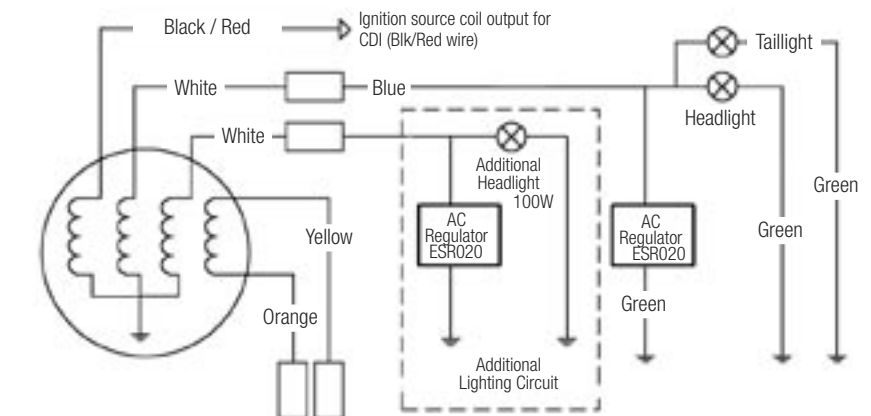 Black / Red
Ignition source coil output for
CDI (Blk/Red wire)
Taillight
White
Blue
Headlight
White
Additional
Headlight
100W
Green
AC
Regulator
ESR020
AC
Regulator
ESR020
Green
Yellow
Green
Orange
Additional
Lighting Circuit